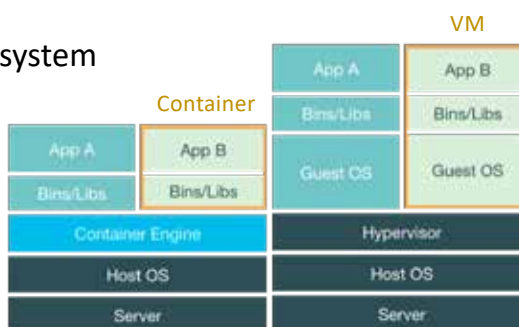 VM
system
App A
App B
Container
Bins/Libs
Bins/Libs
App A
App B
Guest OS
Guest OS
Bins/Libs
Bins/Libs
Container Engine
Hypervisor
Host OS
Host OS
Server
Server